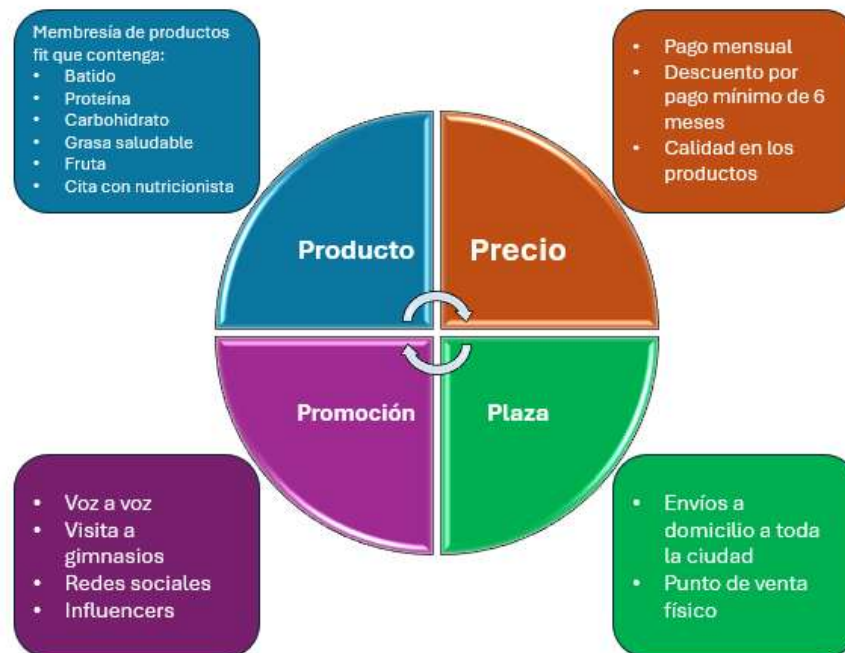 Membresía de productos
fit que contenga:
• Batido
• Proteína
• Carbohidrato
• Grasa saludable
• Fruta
• Cita con nutricionista
• Pago mensual
• Descuento por
pago mínimo de 6
meses
• Calidad en los
productos
Producto
Precio
Promoción
Plaza
• Voz a voz
• Visita a
gimnasios
• Redes sociales
• Influencers
• Envíos a
domicilio a toda
la ciudad
• Punto de venta
físico